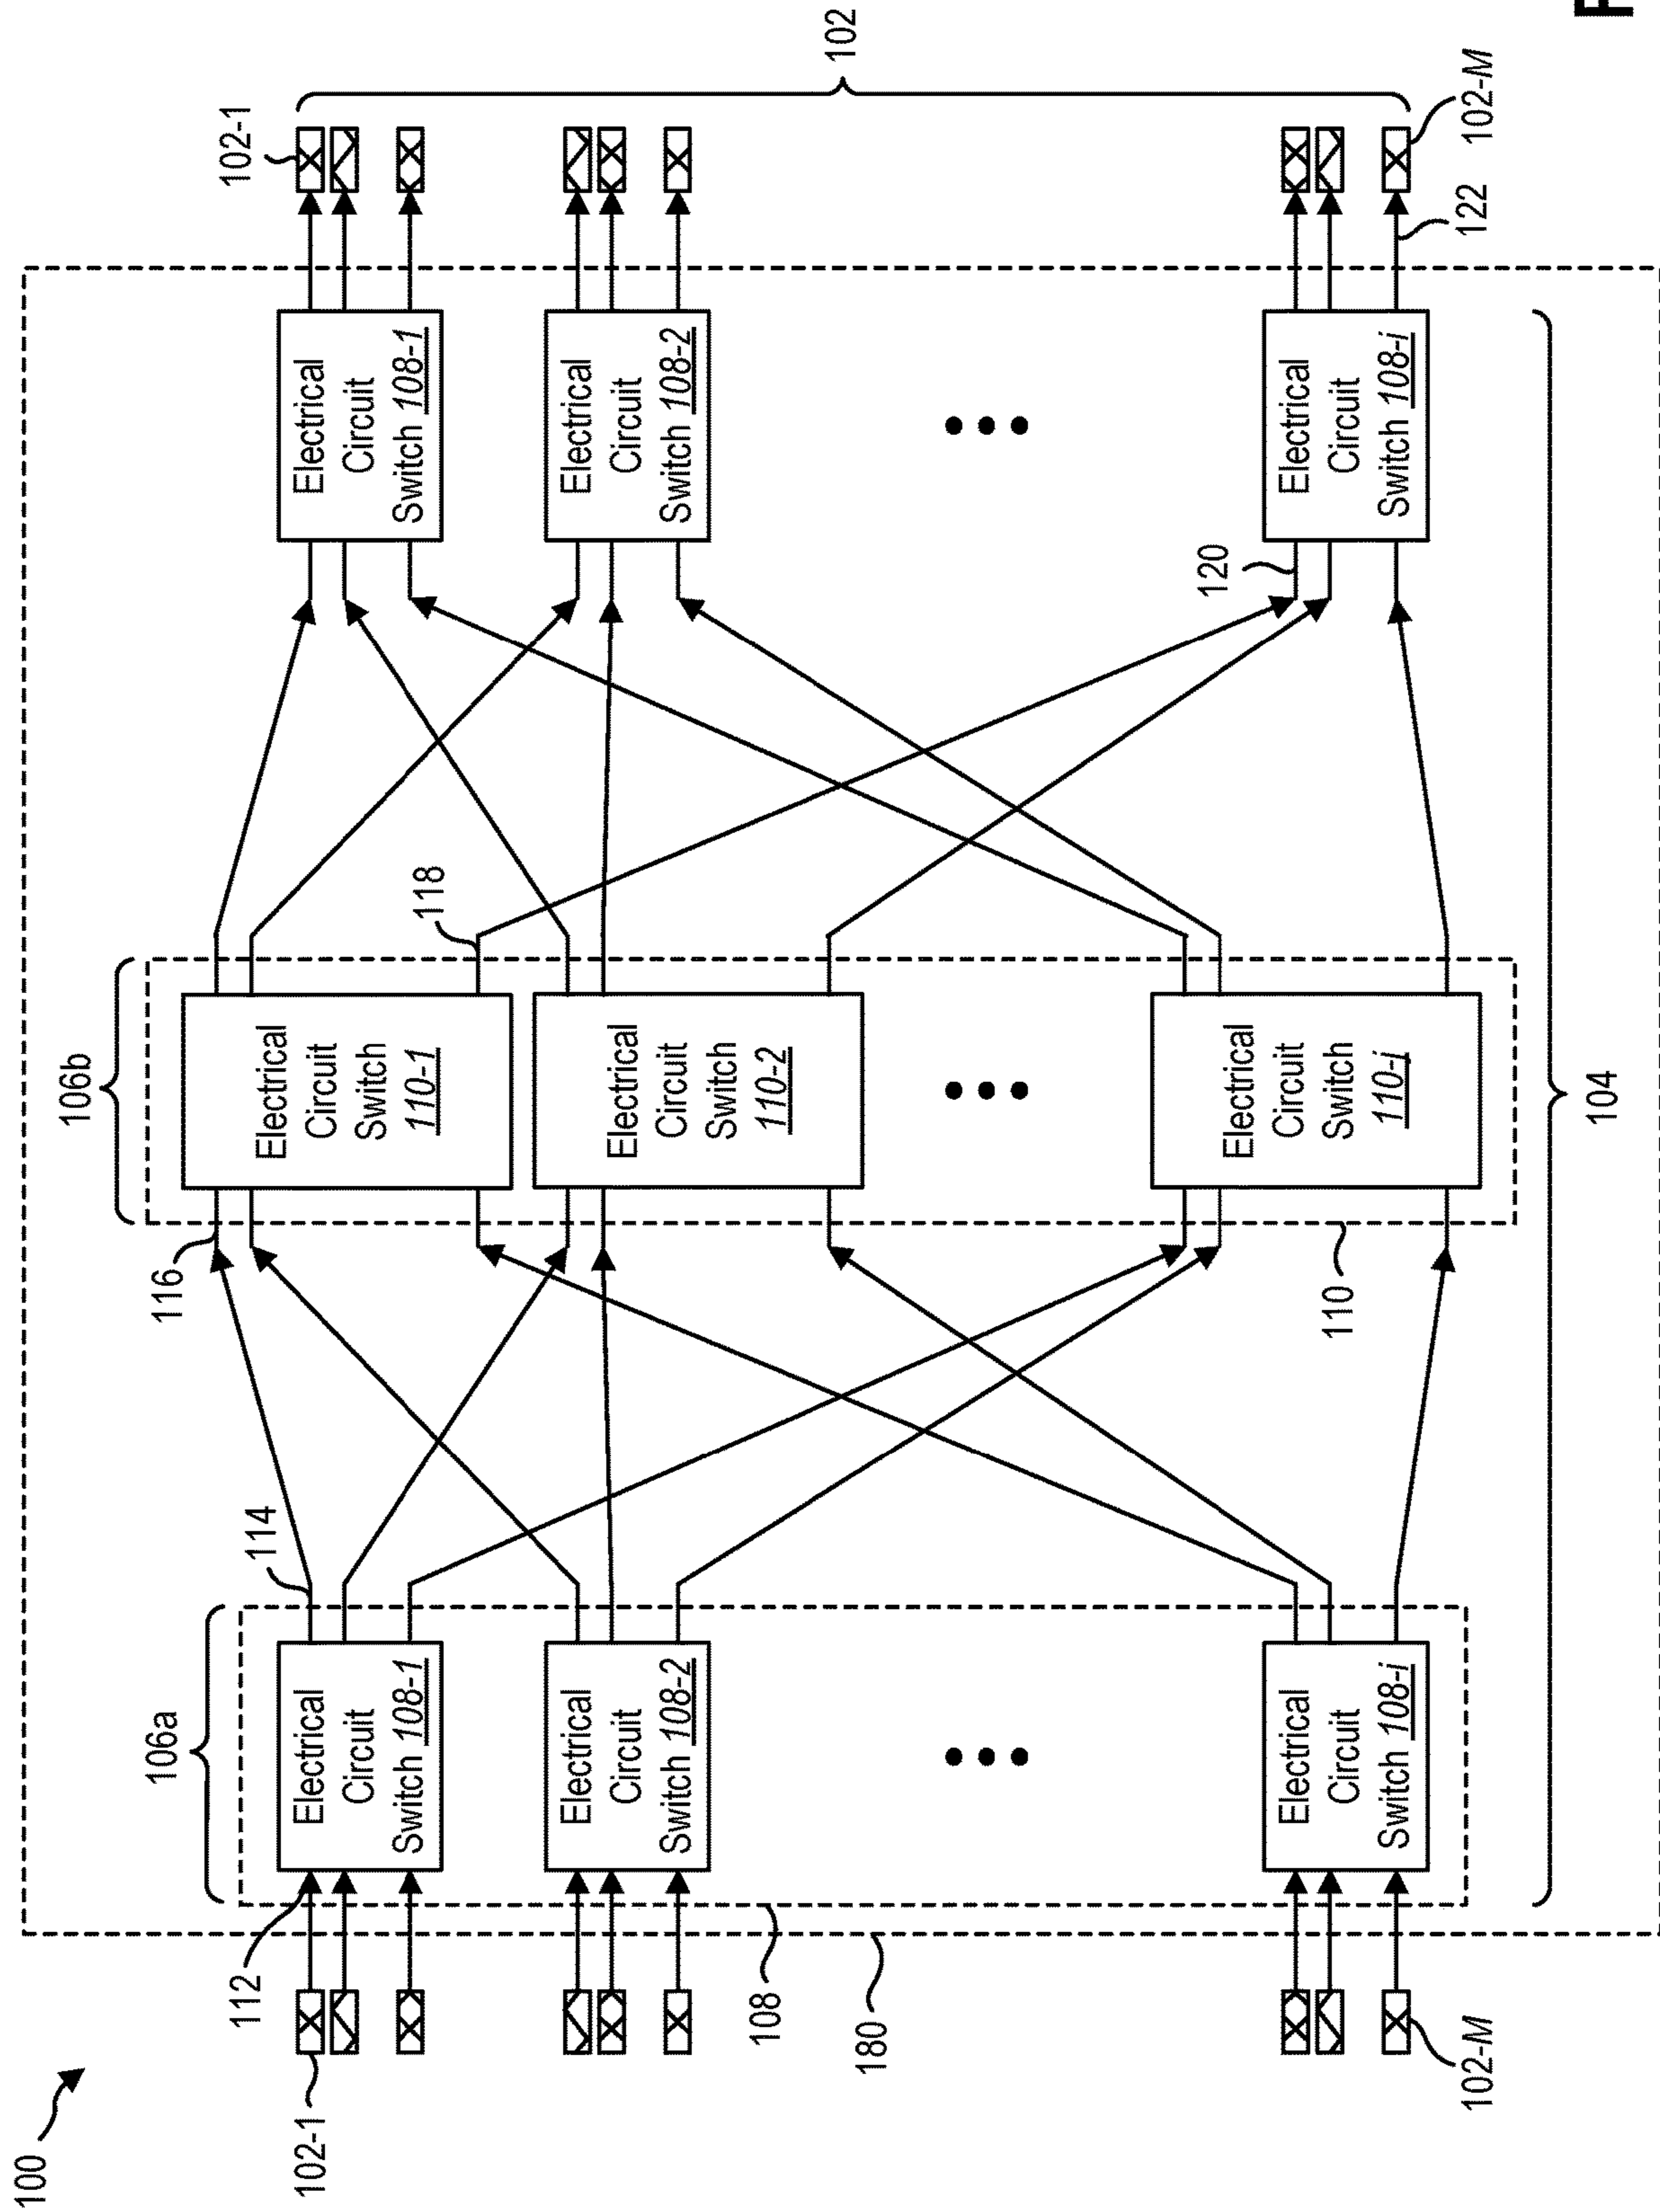 100
102-1
112
106a
114
116
106b
118
102-1
102
Electrical
Circuit
Switch 108-1
Electrical
Circuit
Switch
110-1
Electrical
Circuit
Switch 108-1
Electrical
Circuit
Switch 108-2
Electrical
Circuit
Switch
110-2
Electrical
Circuit
Switch 108-2
108
180
110
120
Electrical
Circuit
Switch 108-i
Electrical
Circuit
Switch
110-j
Electrical
Circuit
Switch 108-i
102-M
122
102-M
104
F